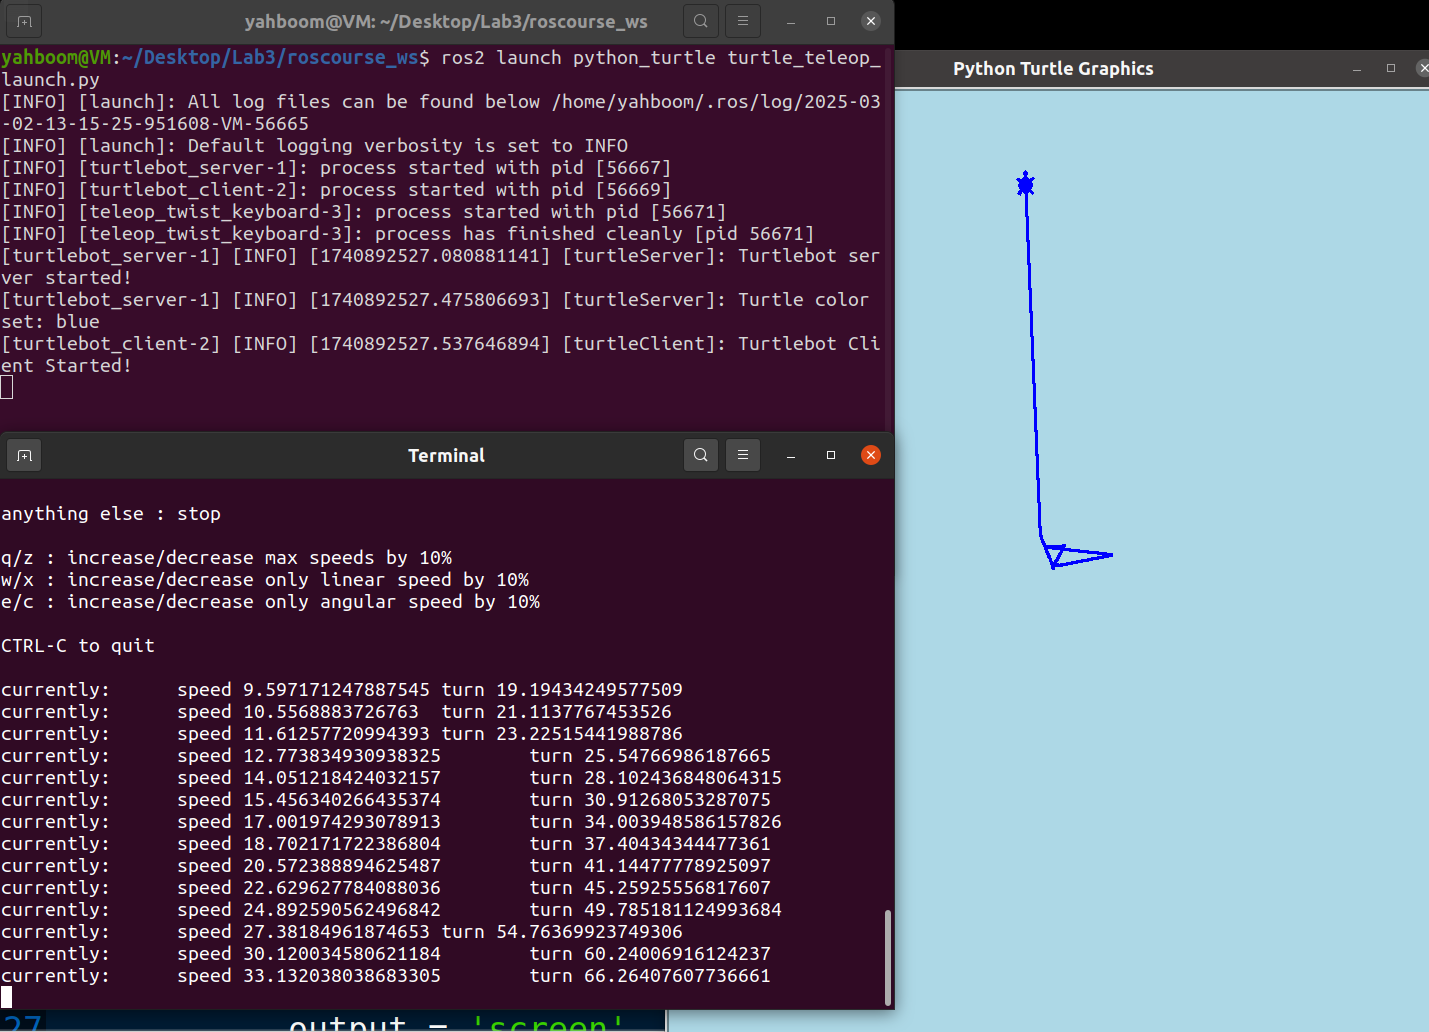 yahboom@VM: ~/Desktop/Lab3/roscourse_ws
yahboom@VM:~/Desktop/Lab3/roscourse_ws$ ros2 launch python_turtle turtle_teleop_
launch.py
[INFO] [launch]: All log files can be found below /home/yahboom/.ros/log/2025-03
-02-13-15-25-951608-VM-56665
[INFO] [launch]: Default logging verbosity is set to INFO
[INFO] [turtlebot_server-1]: process started with pid [56667]
[INFO] [turtlebot_client-2]: process started with pid [56669]
[INFO] [teleop_twist_keyboard-3]: process started with pid [56671]
[INFO] [teleop_twist_keyboard-3]: process has finished cleanly [pid 56671]
[turtlebot_server-1] [INFO] [1740892527.080881141] [turtleServer]: Turtlebot ser
ver started!
[turtlebot_server-1] [INFO] [1740892527.475806693] [turtleServer]: Turtle color
set: blue
[turtlebot_client-2] [INFO] [1740892527.537646894] [turtleClient]: Turtlebot Cli
ent Started!
Python Turtle Graphics
Terminal
anything else : stop
q/z : increase/decrease max speeds by 10%
w/x : increase/decrease only linear speed by 10%
e/c : increase/decrease only angular speed by 10%
CTRL-C to quit
currently: speed 9.597171247887545 turn 19.19434249577509
currently: speed 10.5568883726763 turn 21.1137767453526
currently: speed 11.61257720994393 turn 23.22515441988786
currently: speed 12.773834930938325 turn 25.54766986187665
currently: speed 14.051218424032157 turn 28.102436848064315
currently: speed 15.456340266435374 turn 30.91268053287075
currently: speed 17.001974293078913 turn 34.003948586157826
currently: speed 18.702171722386804 turn 37.40434344477361
currently: speed 20.572388894625487 turn 41.14477778925097
currently: speed 22.629627784088036 turn 45.25925556817607
currently: speed 24.892590562496842 turn 49.785181124993684
currently: speed 27.38184961874653 turn 54.76369923749306
currently: speed 30.120034580621184 turn 60.24006916124237
currently: speed 33.132038038683305 turn 66.26407607736661
27 output = 'screen'